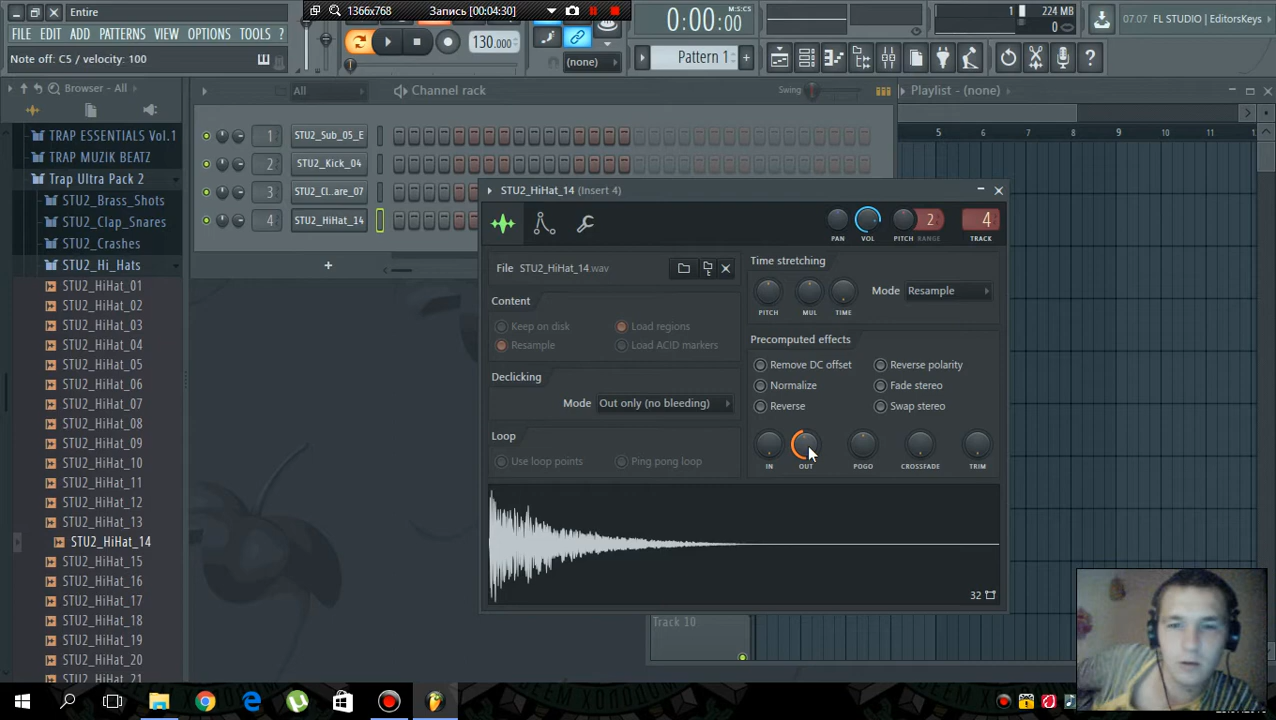 Entire
1366x768
Запись [00:04:30]
0:00:00
1
224 MB
0
07:07 FL STUDIO | EditorsKeys
FILE EDIT ADD PATTERNS VIEW OPTIONS TOOLS ?
130.000
Note off: C5 / velocity: 100
(none)
Pattern 1
Browser - All
All
Channel rack
Swing
Playlist - (none)
TRAP ESSENTIALS Vol.1
TRAP MUZIK BEATZ
Trap Ultra Pack 2
STU2_Brass_Shots
STU2_Clap_Snares
STU2_Crashes
STU2_Hi_Hats
STU2_HiHat_01
STU2_HiHat_02
STU2_HiHat_03
STU2_HiHat_04
STU2_HiHat_05
STU2_HiHat_06
STU2_HiHat_07
STU2_HiHat_08
STU2_HiHat_09
STU2_HiHat_10
STU2_HiHat_11
STU2_HiHat_12
STU2_HiHat_13
STU2_HiHat_14
STU2_HiHat_15
STU2_HiHat_16
STU2_HiHat_17
STU2_HiHat_18
STU2_HiHat_19
STU2_HiHat_20
STU2_HiHat_21
1 STU2_Sub_05_E
2 STU2_Kick_04
3 STU2_Cl...are_07
4 STU2_HiHat_14
+
5 6 7 8 9 10 11
STU2_HiHat_14 (Insert 4)
2 4
PAN VOL PITCH RANGE TRACK
File STU2_HiHat_14.wav
Content
Keep on disk Load regions
Resample Load ACID markers
Declicking
Mode Out only (no bleeding)
Loop
Use loop points Ping pong loop
Time stretching
PITCH MUL TIME
Mode Resample
Precomputed effects
Remove DC offset Reverse polarity
Normalize Fade stereo
Reverse Swap stereo
IN OUT POGO CROSSFADE TRIM
32
Track 10